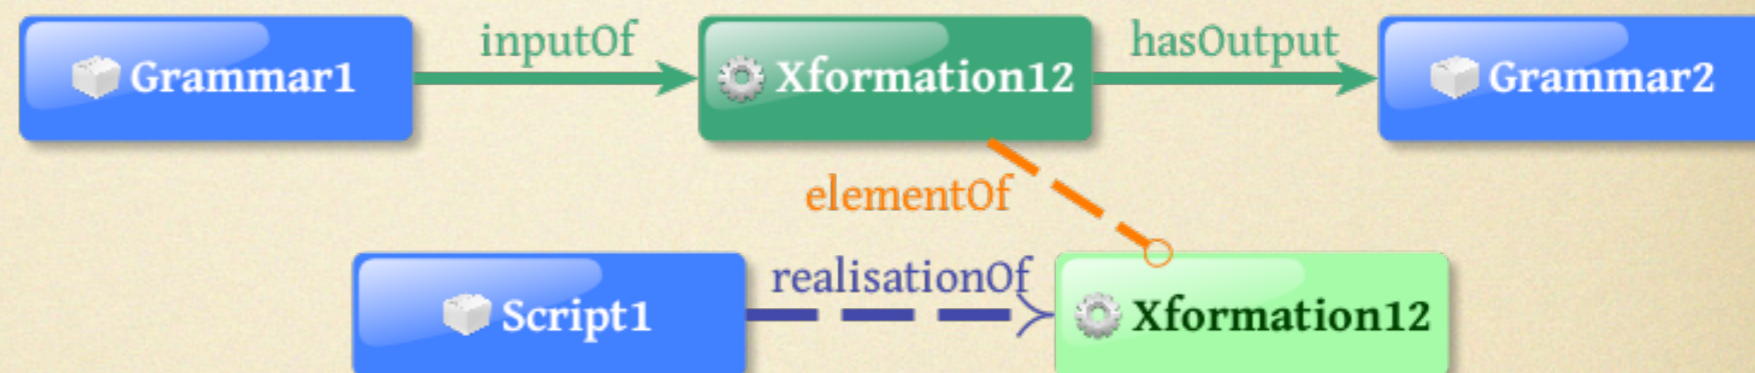 inputOf
hasOutput
Grammar1
Xformation12
Grammar2
elementOf
realisationOf
Script1
Xformation12